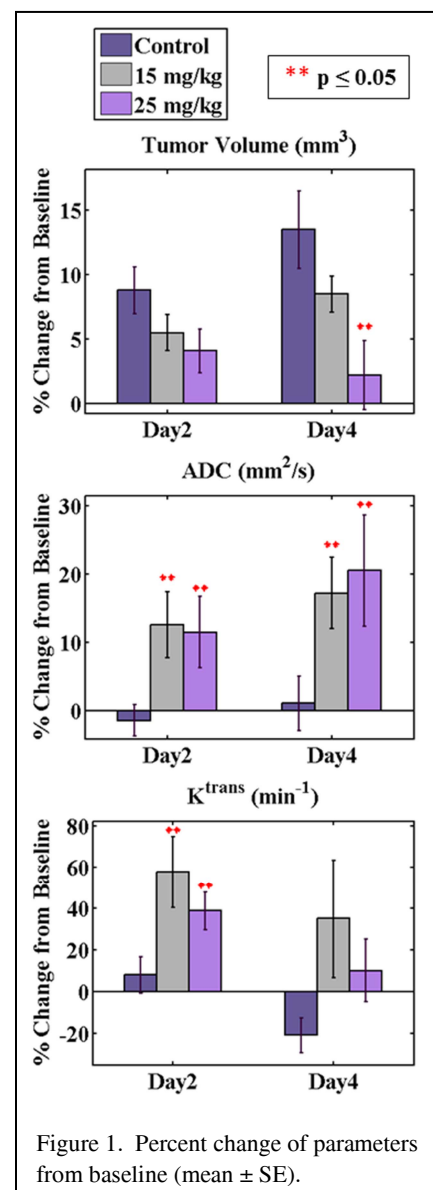 Control
15 mg/kg
25 mg/kg
** p ≤ 0.05
Tumor Volume (mm³)
% Change from Baseline
15
10
5
0
**
Day2 Day4
ADC (mm²/s)
% Change from Baseline
30
20
10
0
** ** ** **
Day2 Day4
Kᵗʳᵃⁿˢ (min⁻¹)
% Change from Baseline
80
60
40
20
0
-20
** **
Day2 Day4
Figure 1. Percent change of parameters
from baseline (mean ± SE).